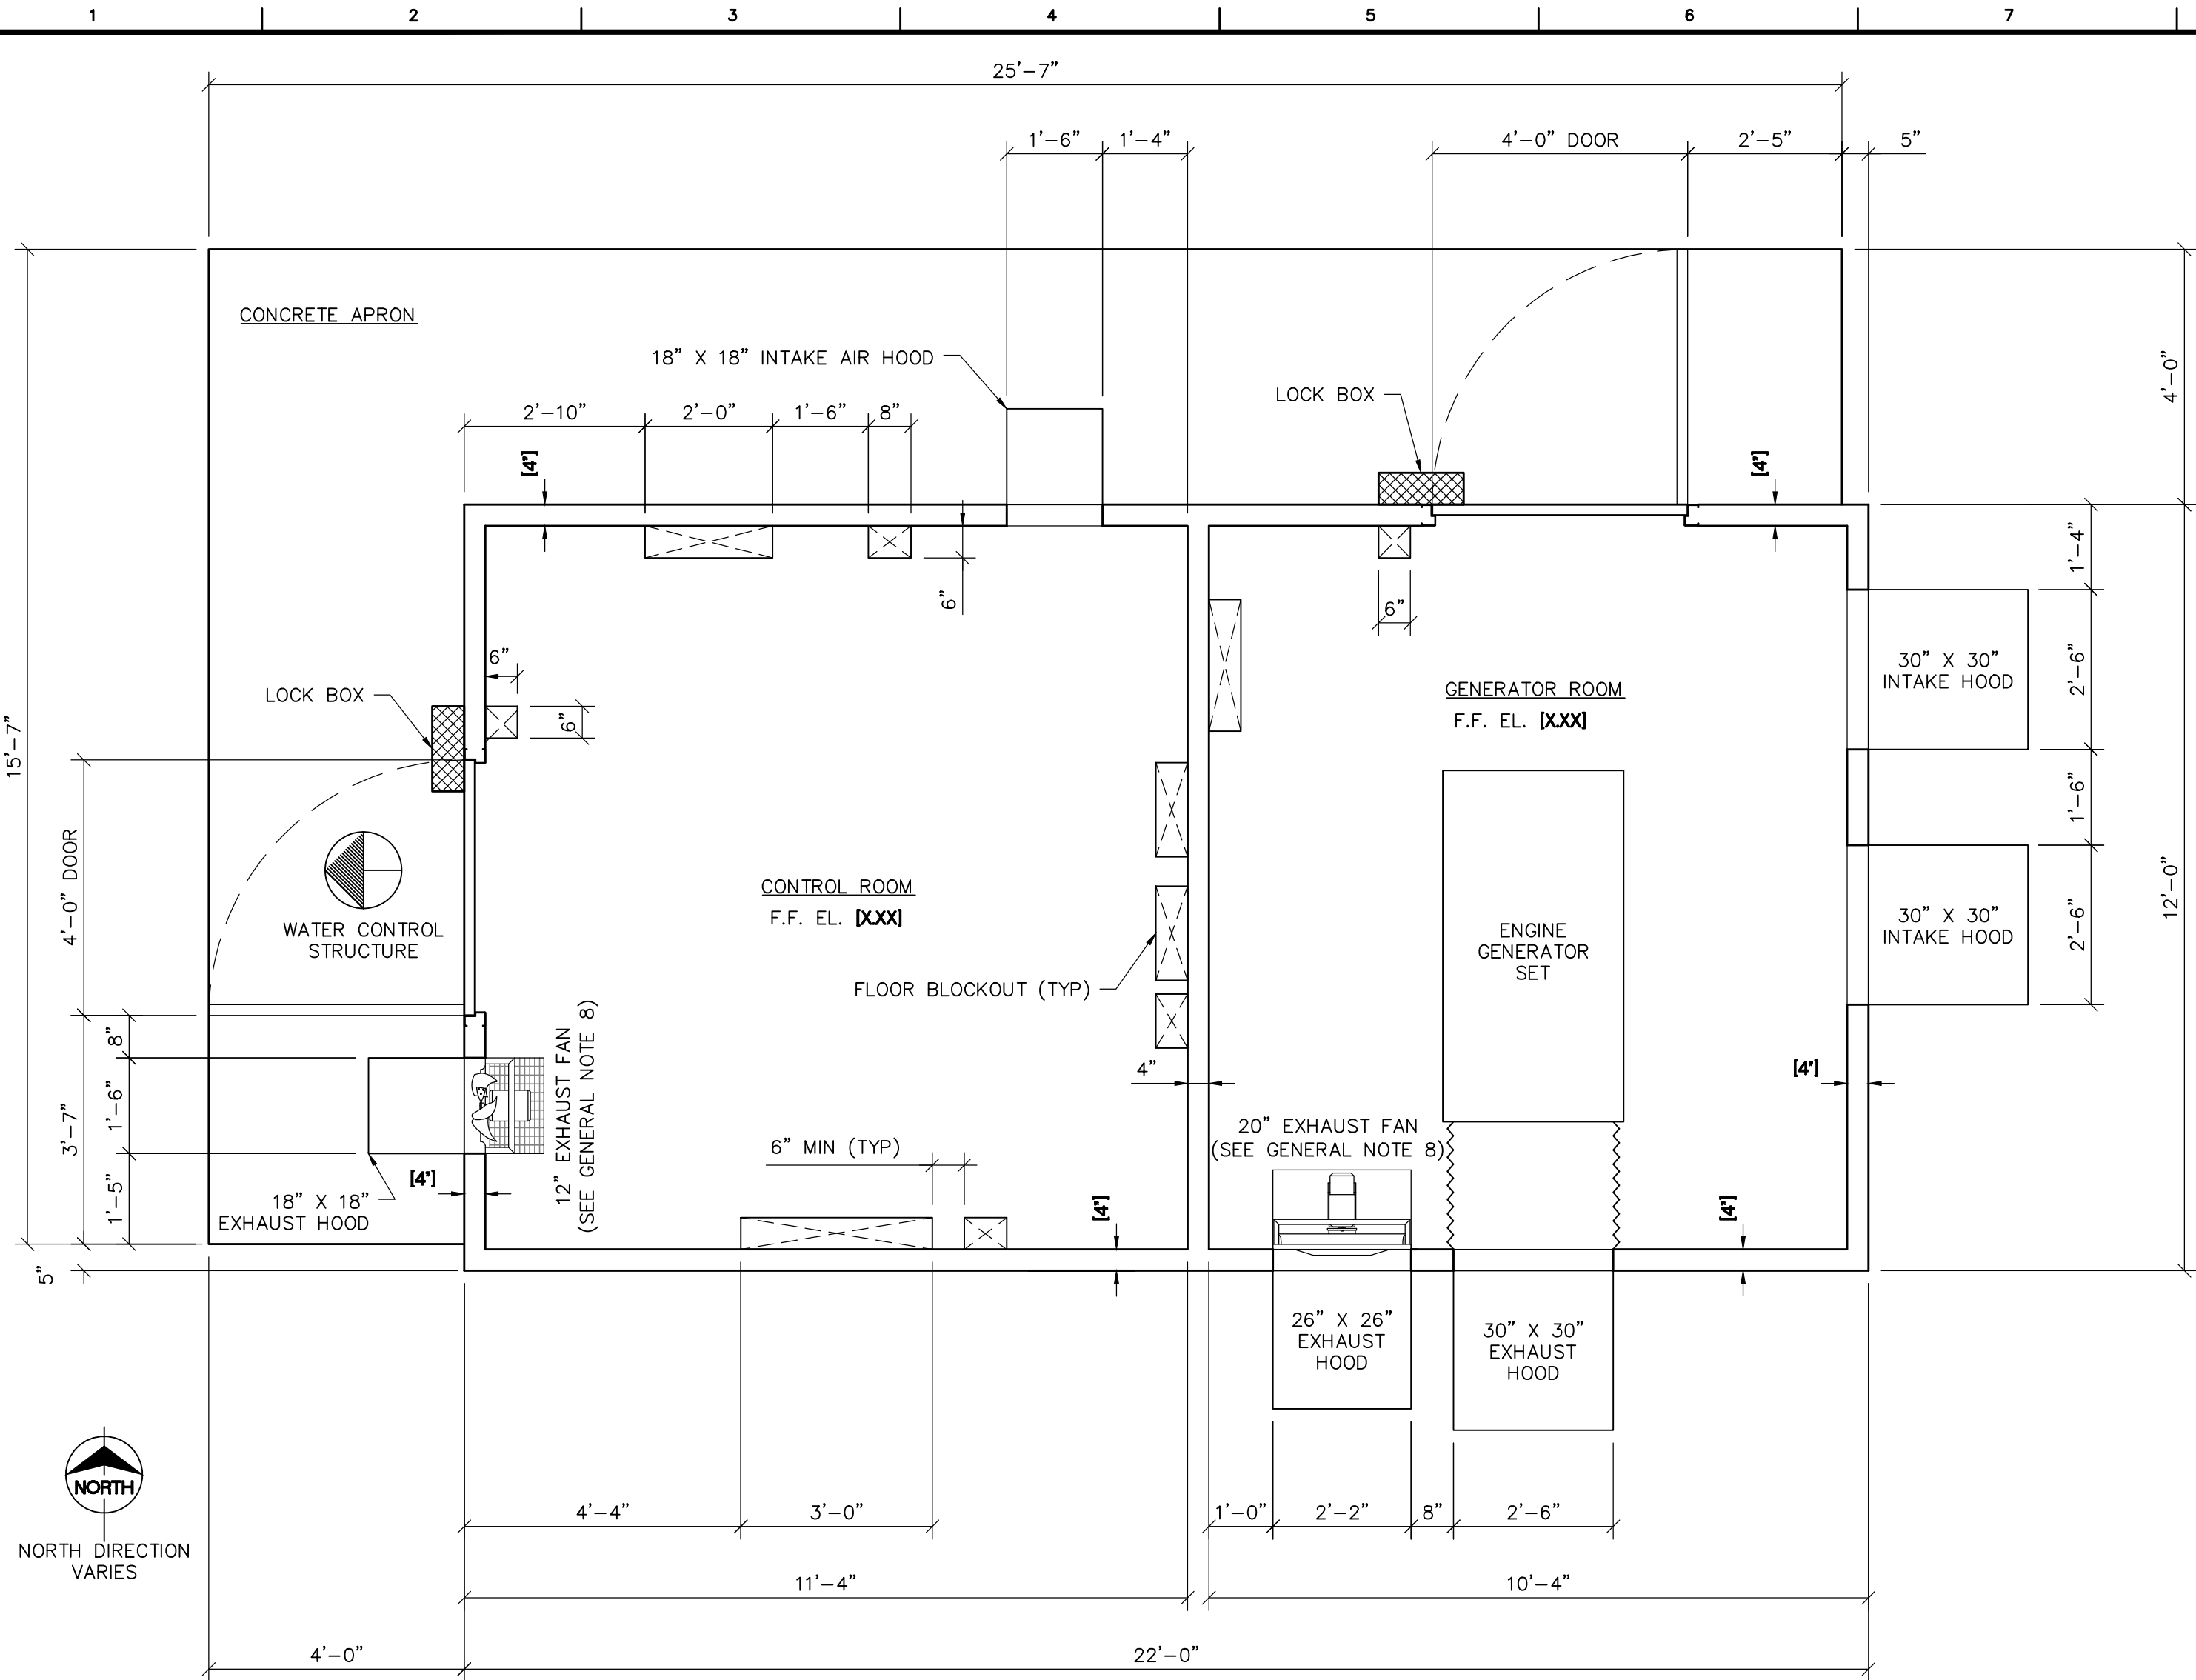 1
2
3
4
5
6
7
25'-7"
1'-6"
1'-4"
4'-0" DOOR
2'-5"
5"
CONCRETE APRON
18" X 18" INTAKE AIR HOOD
LOCK BOX
4'-0"
2'-10"
2'-0"
1'-6"
8"
[4"]
[4"]
6"
6"
1'-4"
6"
6"
LOCK BOX
GENERATOR ROOM
F.F. EL. [X.XX]
30" X 30"
INTAKE HOOD
2'-6"
15'-7"
1'-6"
4'-0" DOOR
CONTROL ROOM
F.F. EL. [X.XX]
WATER CONTROL
STRUCTURE
ENGINE
GENERATOR
SET
30" X 30"
INTAKE HOOD
2'-6"
12'-0"
FLOOR BLOCKOUT (TYP)
8"
1'-6"
3'-7"
1'-5"
5"
12" EXHAUST FAN
(SEE GENERAL NOTE 8)
4"
[4"]
20" EXHAUST FAN
(SEE GENERAL NOTE 8)
6" MIN (TYP)
[4"]
18" X 18"
EXHAUST HOOD
[4"]
[4"]
26" X 26"
EXHAUST
HOOD
30" X 30"
EXHAUST
HOOD
NORTH
NORTH DIRECTION
VARIES
4'-4"
3'-0"
1'-0"
2'-2"
8"
2'-6"
11'-4"
10'-4"
4'-0"
22'-0"